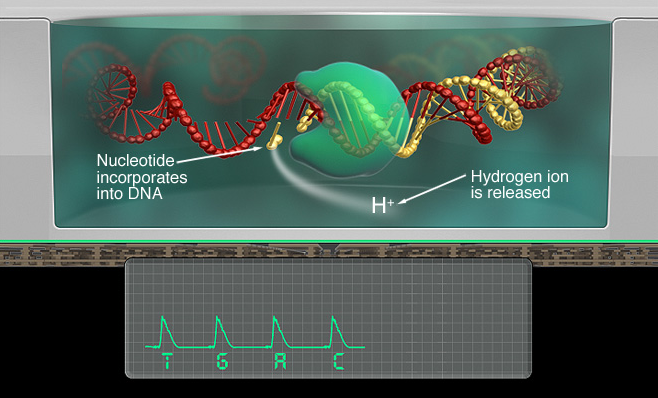 Nucleotide
incorporates
into DNA
Hydrogen ion
is released
H+
T G A C